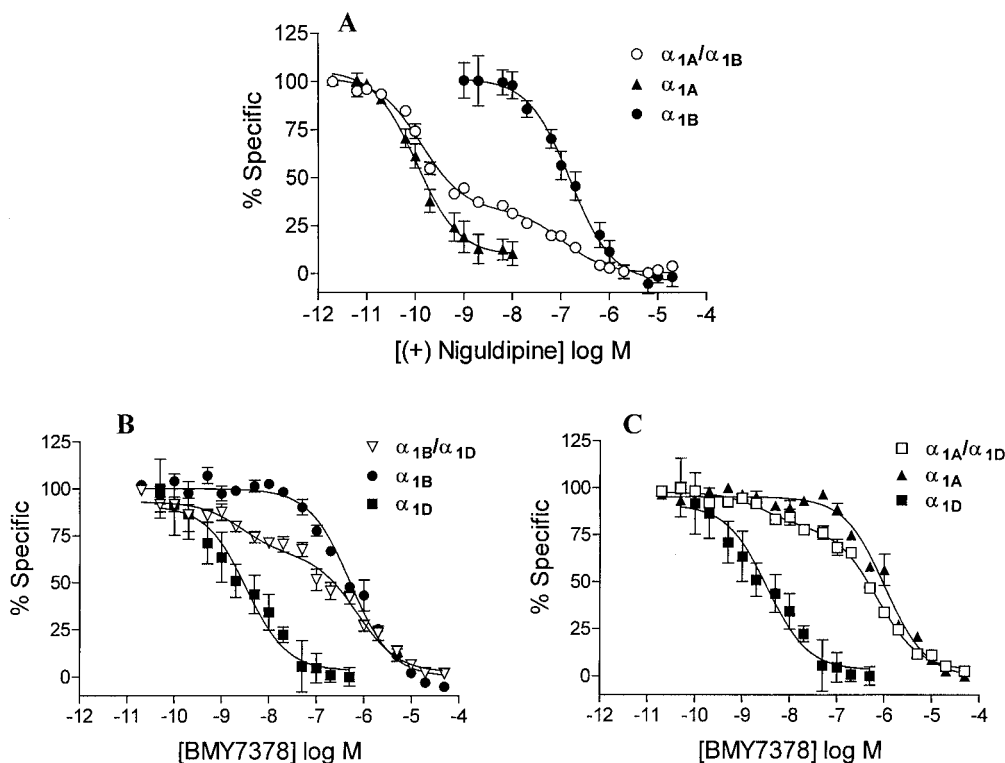 A
125
100
75
50
25
0
% Specific
-12 -11 -10 -9 -8 -7 -6 -5 -4
[(+) Niguldipine] log M
α1A/α1B
α1A
α1B
B
125
100
75
50
25
0
% Specific
-12 -11 -10 -9 -8 -7 -6 -5 -4
[BMY7378] log M
α1B/α1D
α1B
α1D
C
125
100
75
50
25
0
% Specific
-12 -11 -10 -9 -8 -7 -6 -5 -4
[BMY7378] log M
α1A/α1D
α1A
α1D